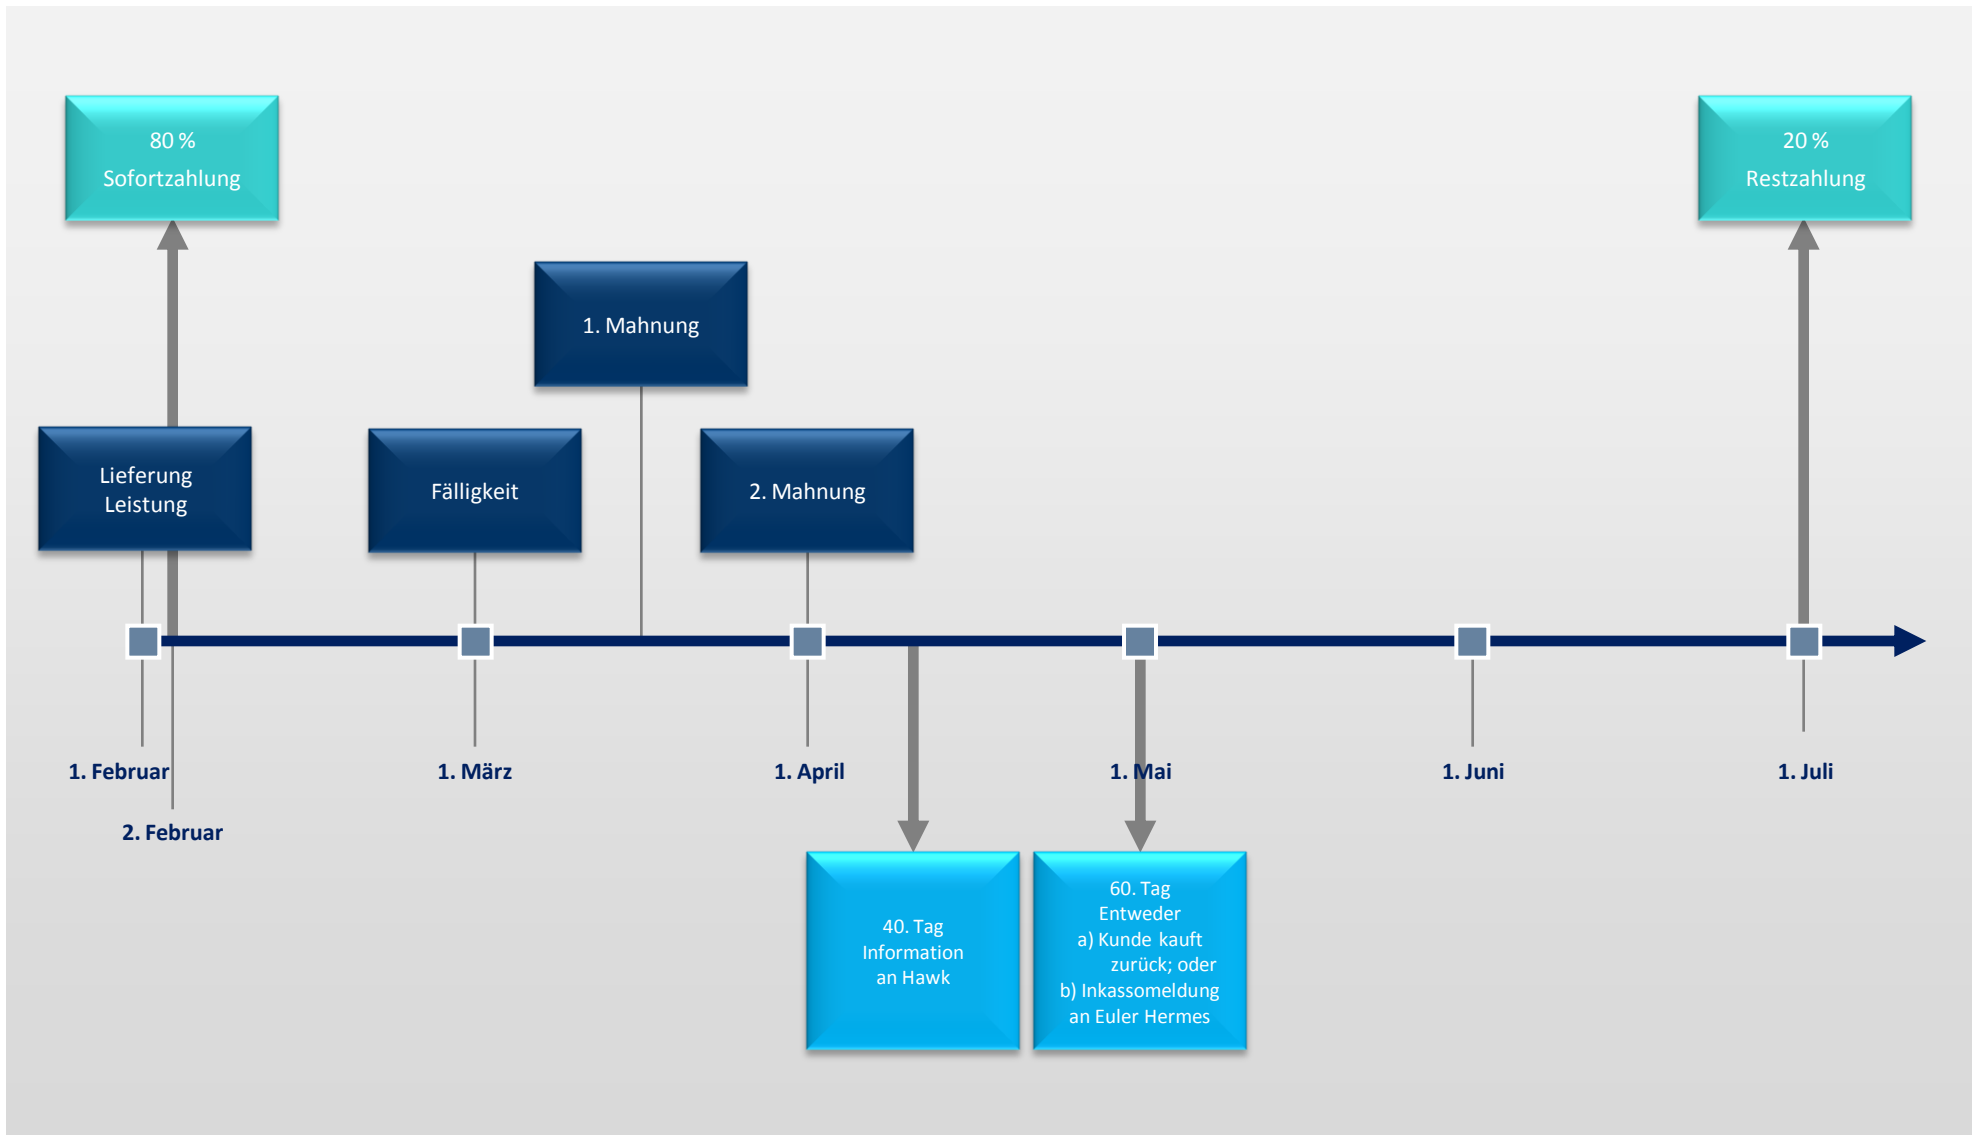 80 %
Sofortzahlung
20 %
Restzahlung
1. Mahnung
Lieferung
Leistung
Fälligkeit
2. Mahnung
1. Februar
1. März
1. April
1. Mai
1. Juni
1. Juli
2. Februar
40. Tag
Information
an Hawk
60. Tag
Entweder
a) Kunde kauft
zurück; oder
b) Inkassomeldung
an Euler Hermes